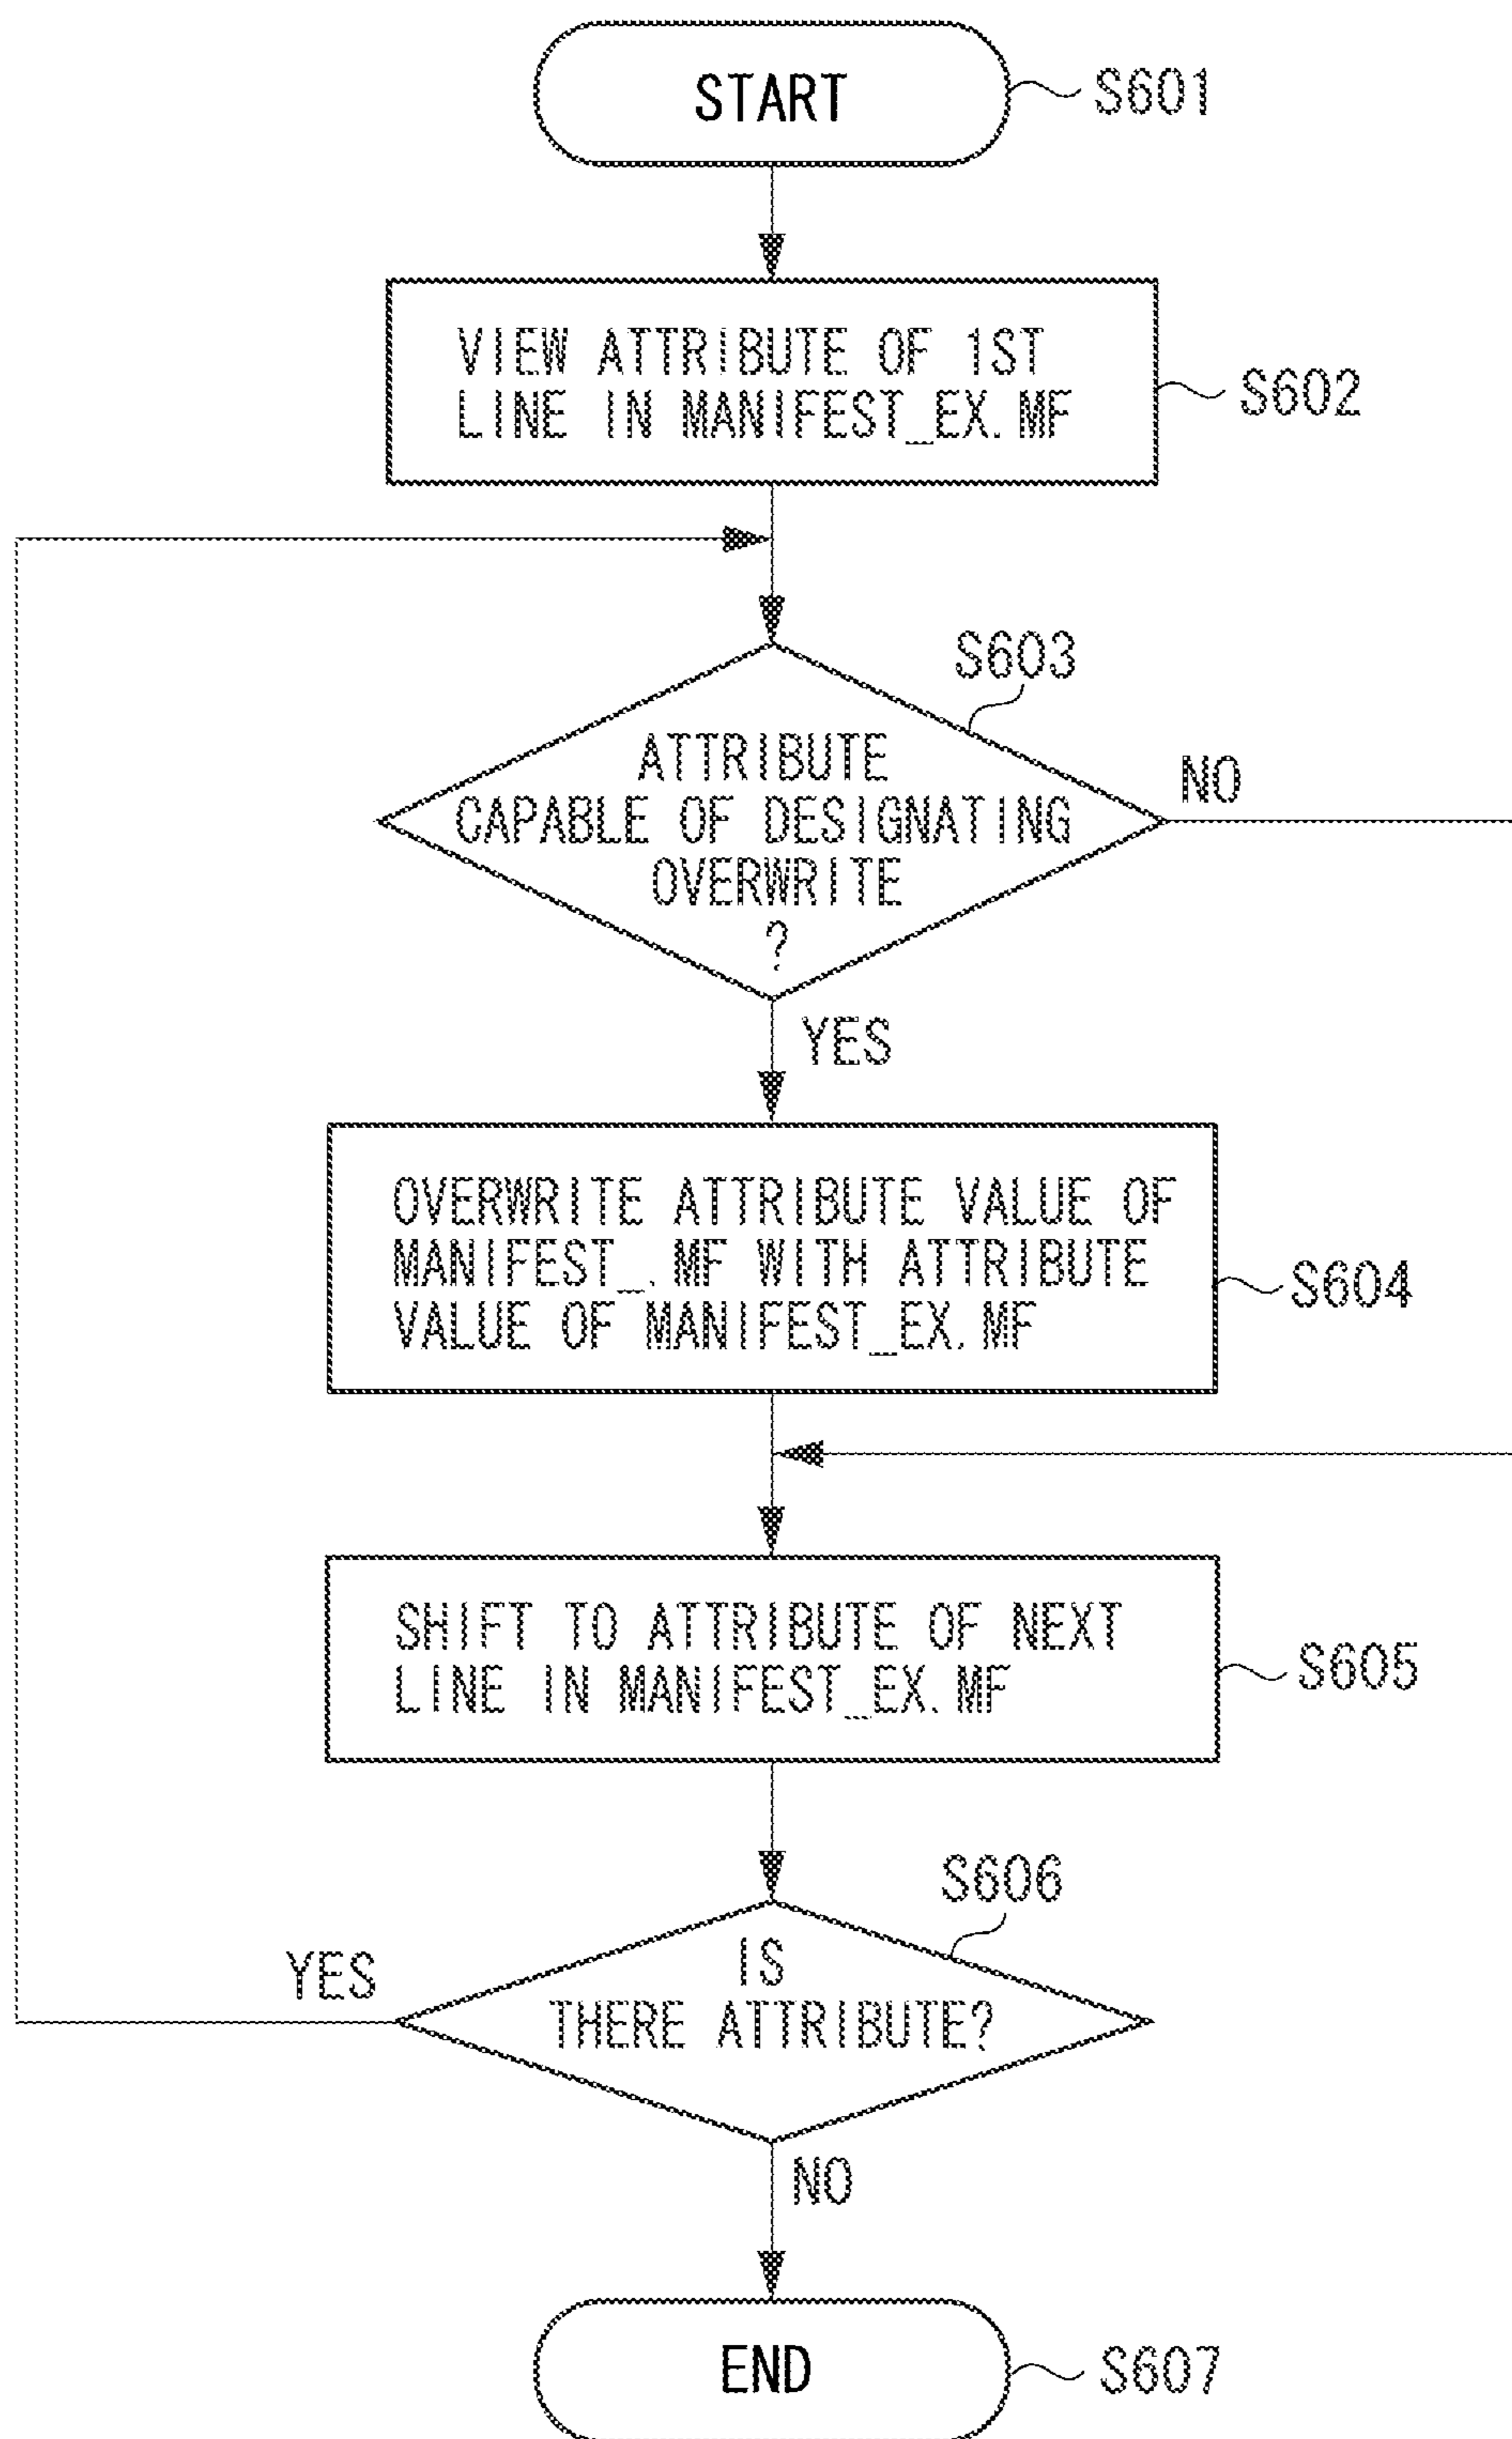 START
S601
VIEW ATTRIBUTE OF 1ST
LINE IN MANIFEST_EX.MF
S602
S603
ATTRIBUTE
CAPABLE OF DESIGNATING
OVERWRITE
?
NO
YES
OVERWRITE ATTRIBUTE VALUE OF
MANIFEST_.MF WITH ATTRIBUTE
VALUE OF MANIFEST_EX.MF
S604
SHIFT TO ATTRIBUTE OF NEXT
LINE IN MANIFEST_EX.MF
S605
S606
IS
THERE ATTRIBUTE?
YES
NO
END
S607